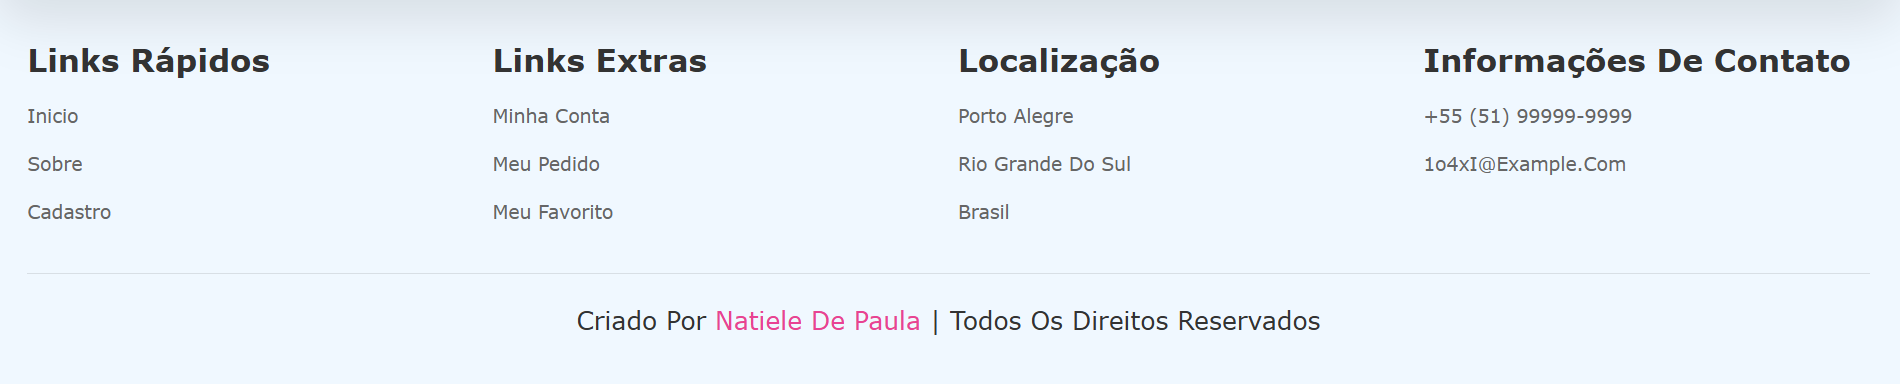 Links Rápidos
Inicio
Sobre
Cadastro
Links Extras
Minha Conta
Meu Pedido
Meu Favorito
Localização
Porto Alegre
Rio Grande Do Sul
Brasil
Informações De Contato
+55 (51) 99999-9999
1o4xI@Example.Com
Criado Por Natiele De Paula | Todos Os Direitos Reservados